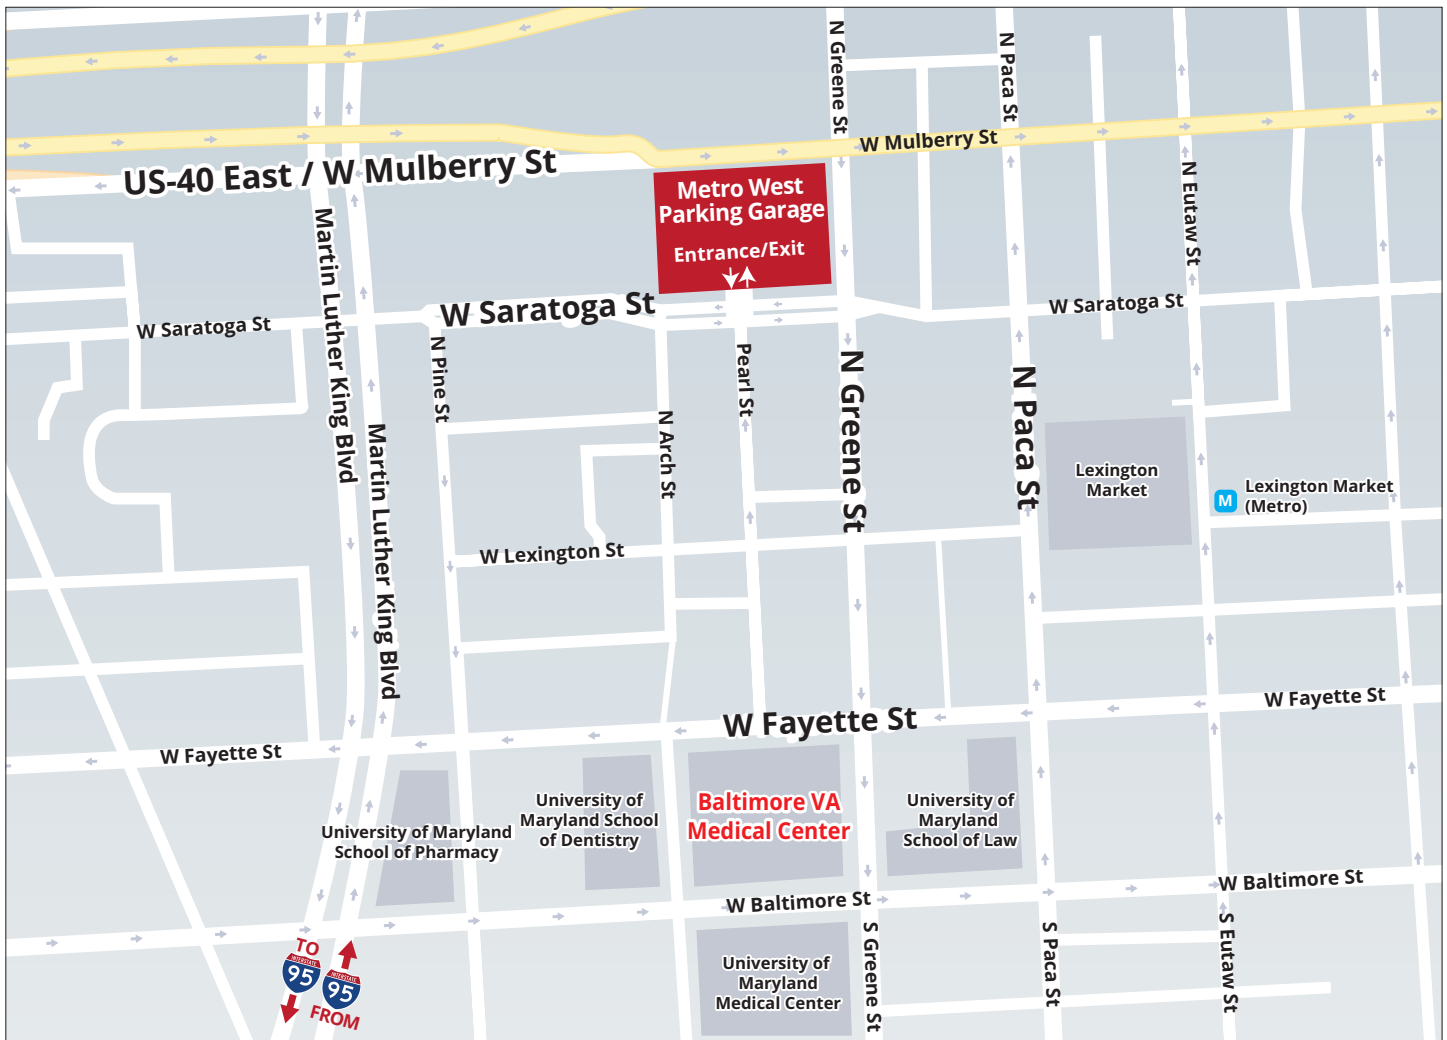 N Greene St
N Paca St
W Mulberry St
US-40 East / W Mulberry St
N Eutaw St
Metro West
Parking Garage
Entrance/Exit
Martin Luther King Blvd
W Saratoga St
W Saratoga St
W Saratoga St
N Pine St
Pearl St
N Greene St
N Paca St
N Arch St
Martin Luther King Blvd
Lexington
Market
M
Lexington Market
(Metro)
W Lexington St
W Fayette St
W Fayette St
W Fayette St
University of Maryland
School of Pharmacy
University of
Maryland School
of Dentistry
Baltimore VA
Medical Center
University of
Maryland
School of Law
W Baltimore St
W Baltimore St
TO
INTERSTATE
95
INTERSTATE
95
FROM
University of
Maryland
Medical Center
S Greene St
S Paca St
S Eutaw St